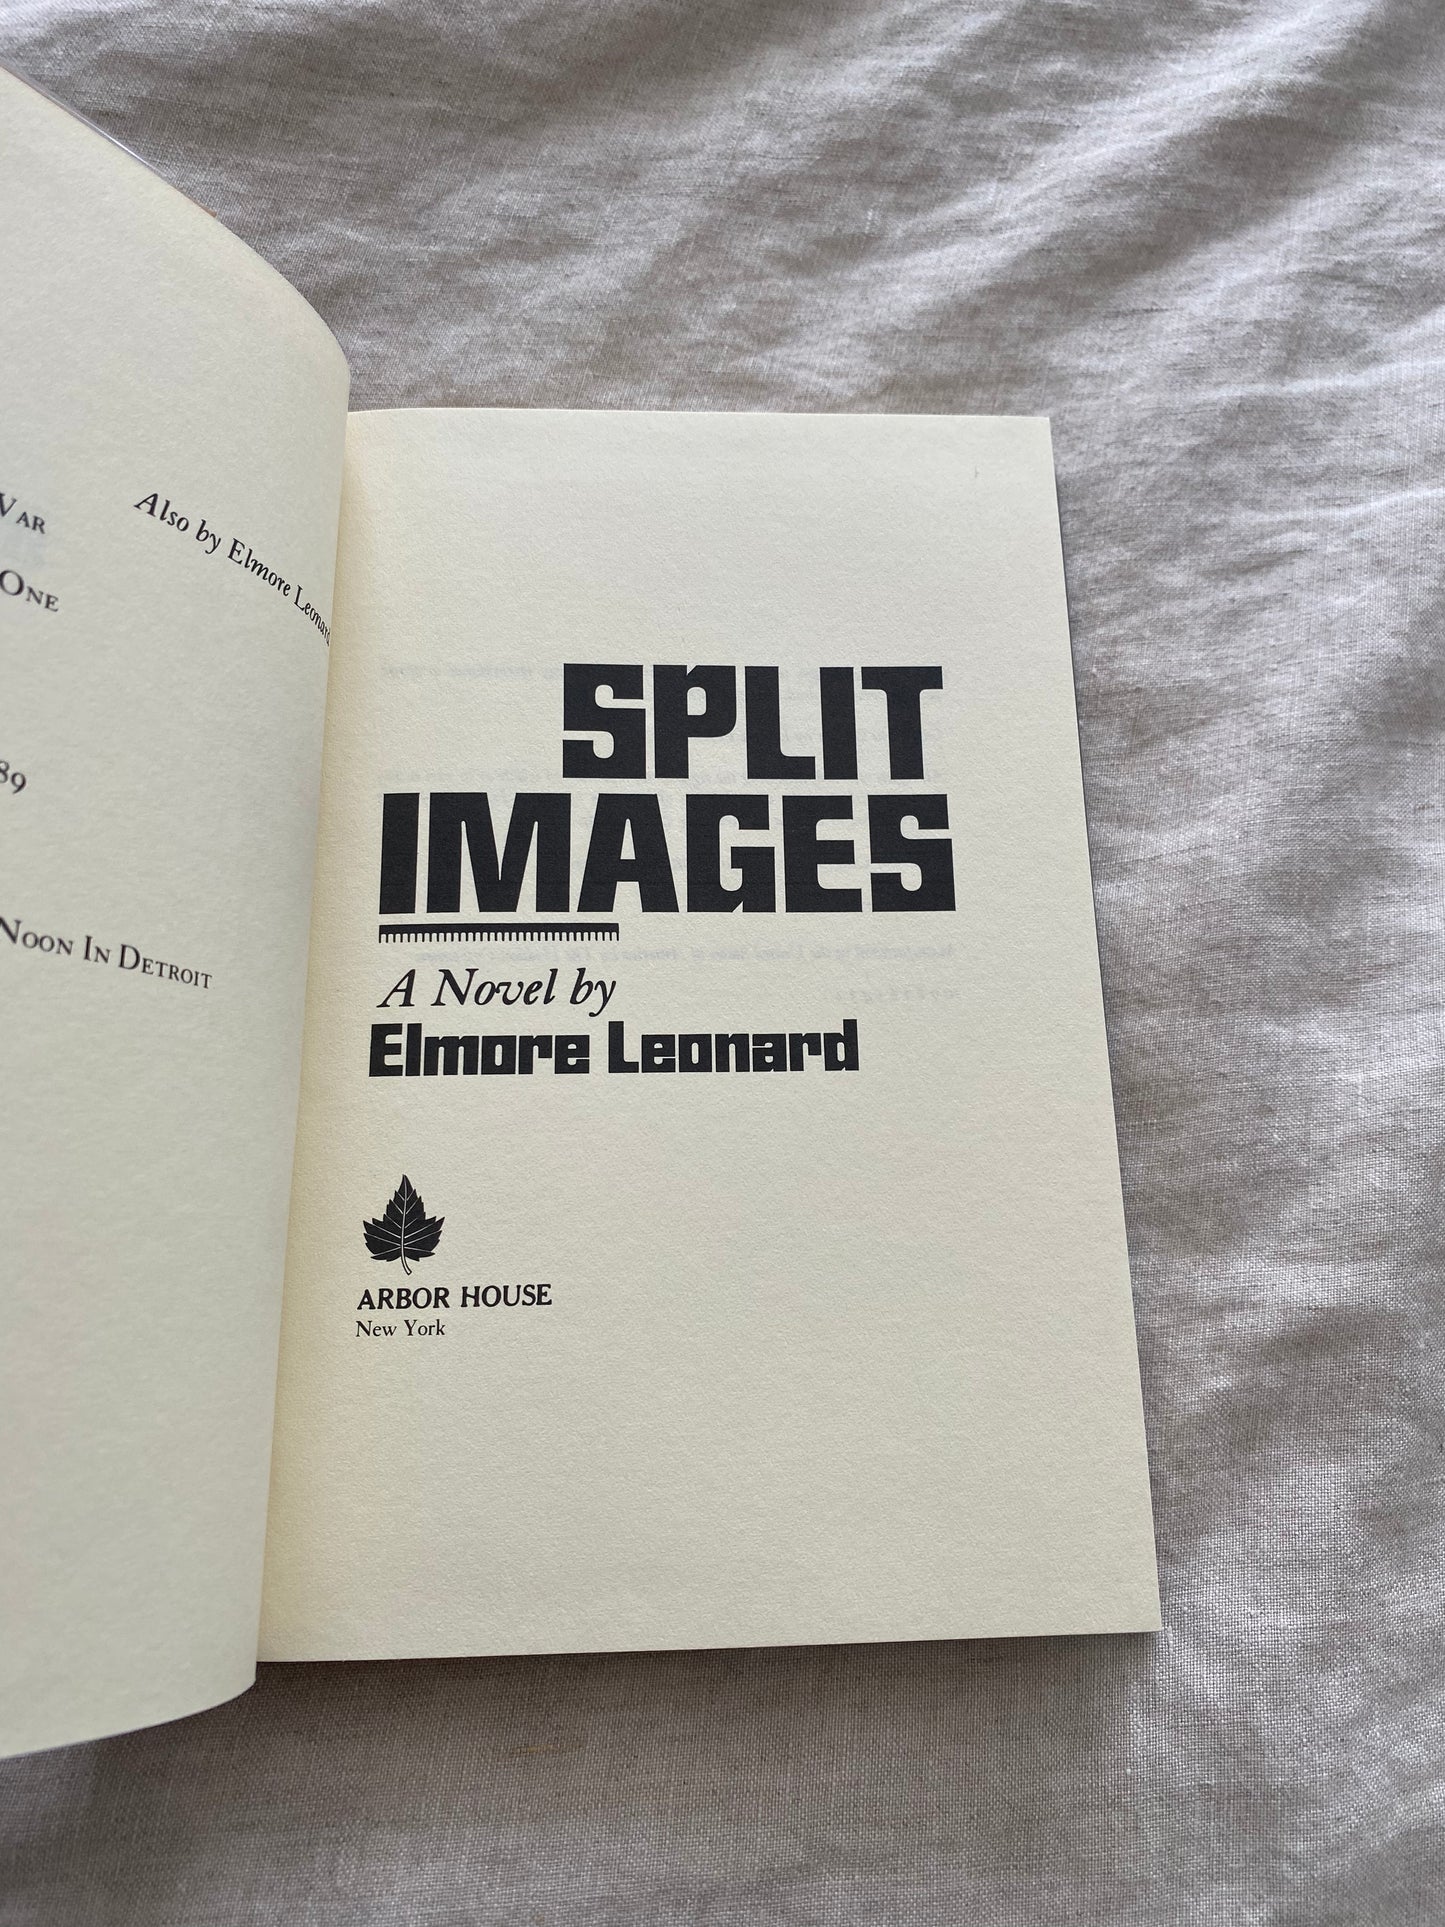 Also by Elmore Leonard
War
One
89
Noon In Detroit
SPLIT
IMAGES
A Novel by
Elmore Leonard
ARBOR HOUSE
New York